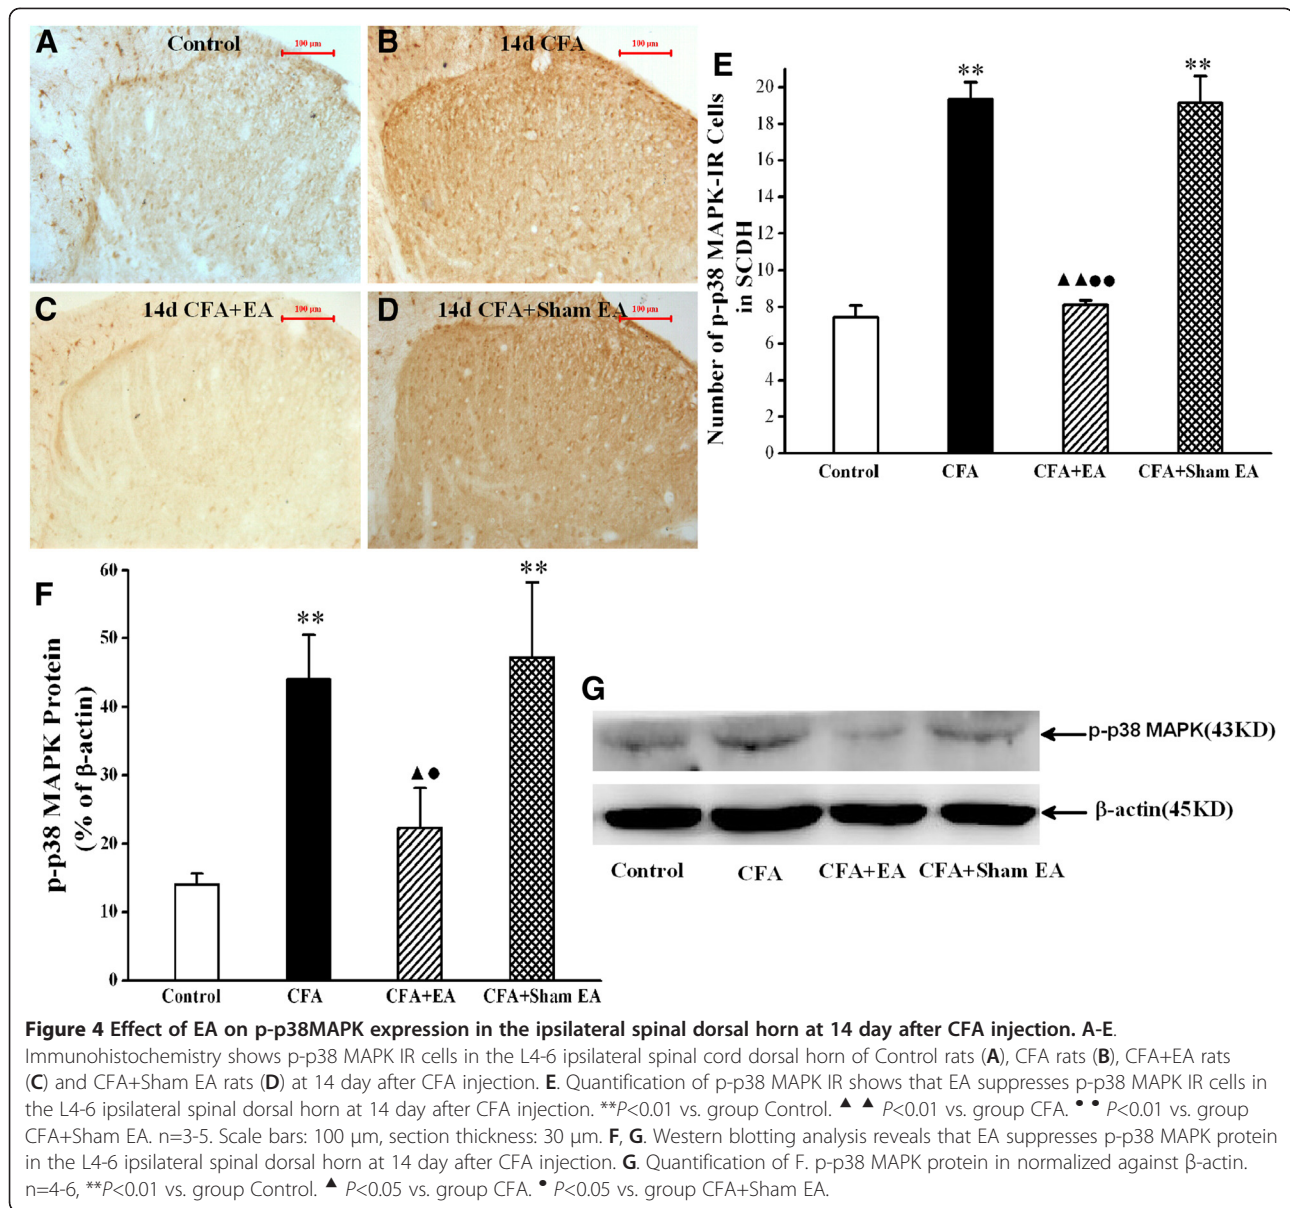 A
Control
100 µm
B
14d CFA
100 µm
C
14d CFA+EA
100 µm
D
14d CFA+Sham EA
100 µm
E
Number of p-p38 MAPK-IR Cells
in SCDH
20
18
16
14
12
10
8
6
4
2
0
**
▲▲●●
**
Control
CFA
CFA+EA
CFA+Sham EA
F
p-p38 MAPK Protein
(% of β-actin)
60
50
40
30
20
10
0
**
▲●
**
Control
CFA
CFA+EA
CFA+Sham EA
G
p-p38 MAPK(43KD)
β-actin(45KD)
Control
CFA
CFA+EA
CFA+Sham EA
Figure 4 Effect of EA on p-p38MAPK expression in the ipsilateral spinal dorsal horn at 14 day after CFA injection. A-E.
Immunohistochemistry shows p-p38 MAPK IR cells in the L4-6 ipsilateral spinal cord dorsal horn of Control rats (A), CFA rats (B), CFA+EA rats
(C) and CFA+Sham EA rats (D) at 14 day after CFA injection. E. Quantification of p-p38 MAPK IR shows that EA suppresses p-p38 MAPK IR cells in
the L4-6 ipsilateral spinal dorsal horn at 14 day after CFA injection. **P<0.01 vs. group Control. ▲ ▲ P<0.01 vs. group CFA. • • P<0.01 vs. group
CFA+Sham EA. n=3-5. Scale bars: 100 µm, section thickness: 30 µm. F, G. Western blotting analysis reveals that EA suppresses p-p38 MAPK protein
in the L4-6 ipsilateral spinal dorsal horn at 14 day after CFA injection. G. Quantification of F. p-p38 MAPK protein in normalized against β-actin.
n=4-6, **P<0.01 vs. group Control. ▲ P<0.05 vs. group CFA. • P<0.05 vs. group CFA+Sham EA.